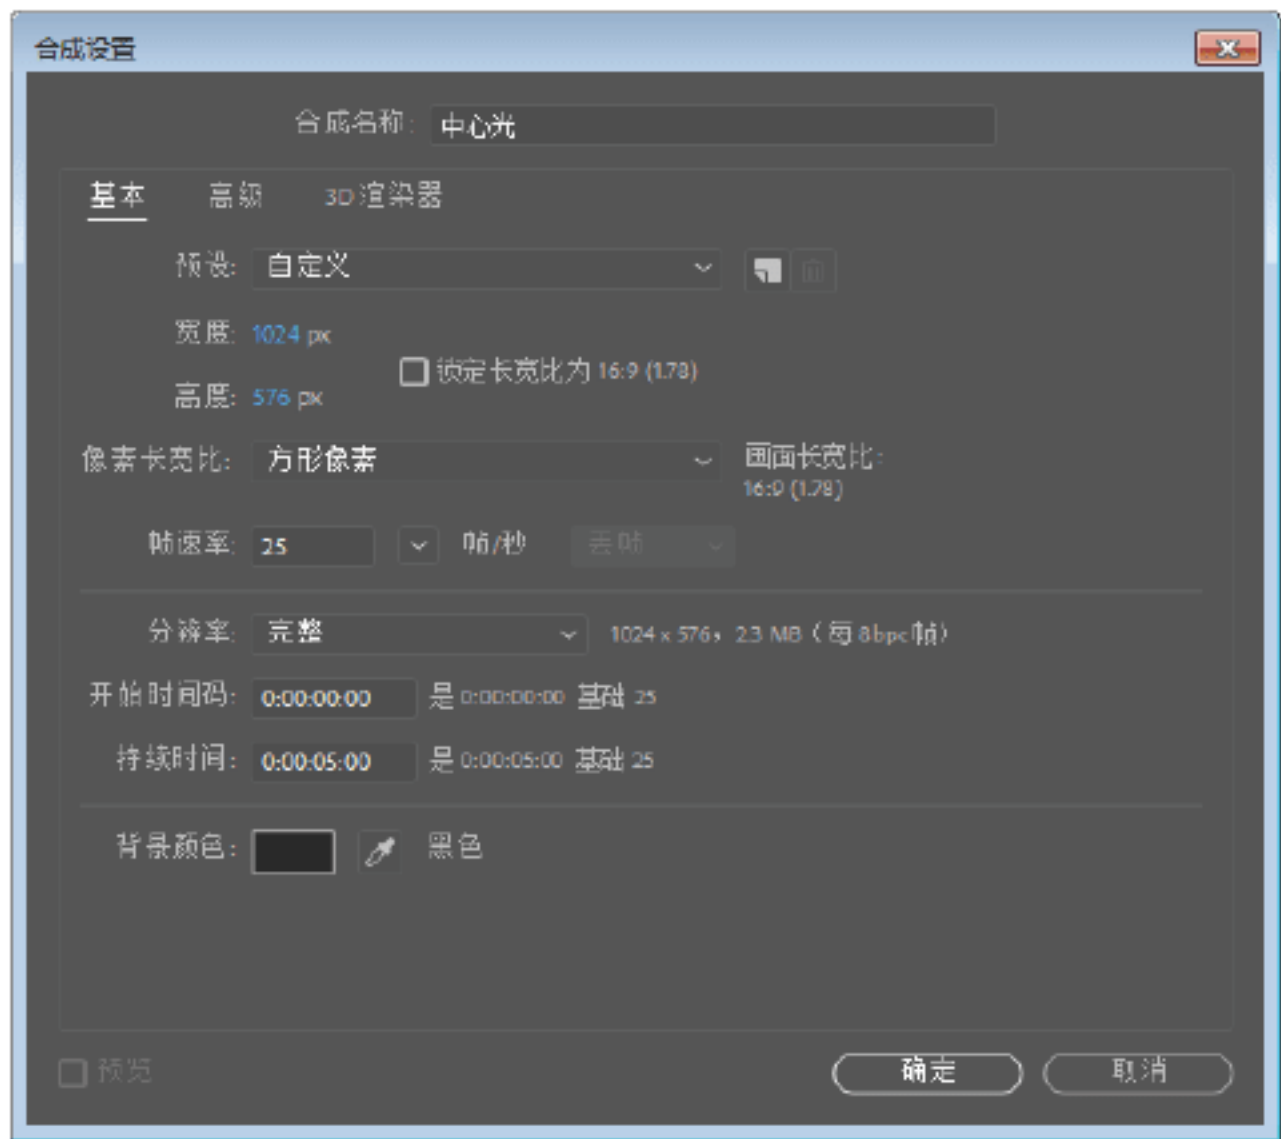 合成设置
合成名称: 中心光
基本 高级 3D 渲染器
预设: 自定义
宽度: 1024 px
锁定长宽比为 16:9 (1.78)
高度: 576 px
像素长宽比: 方形像素 画面长宽比:
16:9 (1.78)
帧速率: 25 帧/秒 丢帧
分辨率: 完整 1024 x 576，2.3 MB（每 8bpc 帧）
开始时间码: 0:00:00:00 是 0:00:00:00 基础 25
持续时间: 0:00:05:00 是 0:00:05:00 基础 25
背景颜色: 黑色
预览 确定 取消